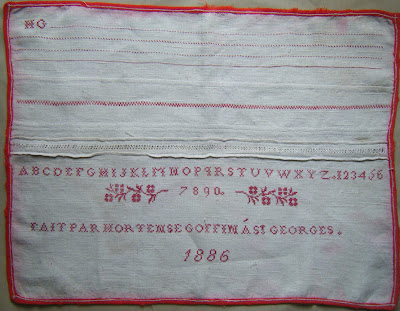 HG
ABCDEFGHIJKLMNOPQRSTUVWXYZ.123456
7890.
FAIT PAR HORTENSE GOFFIN Á St GEORGES.
1886